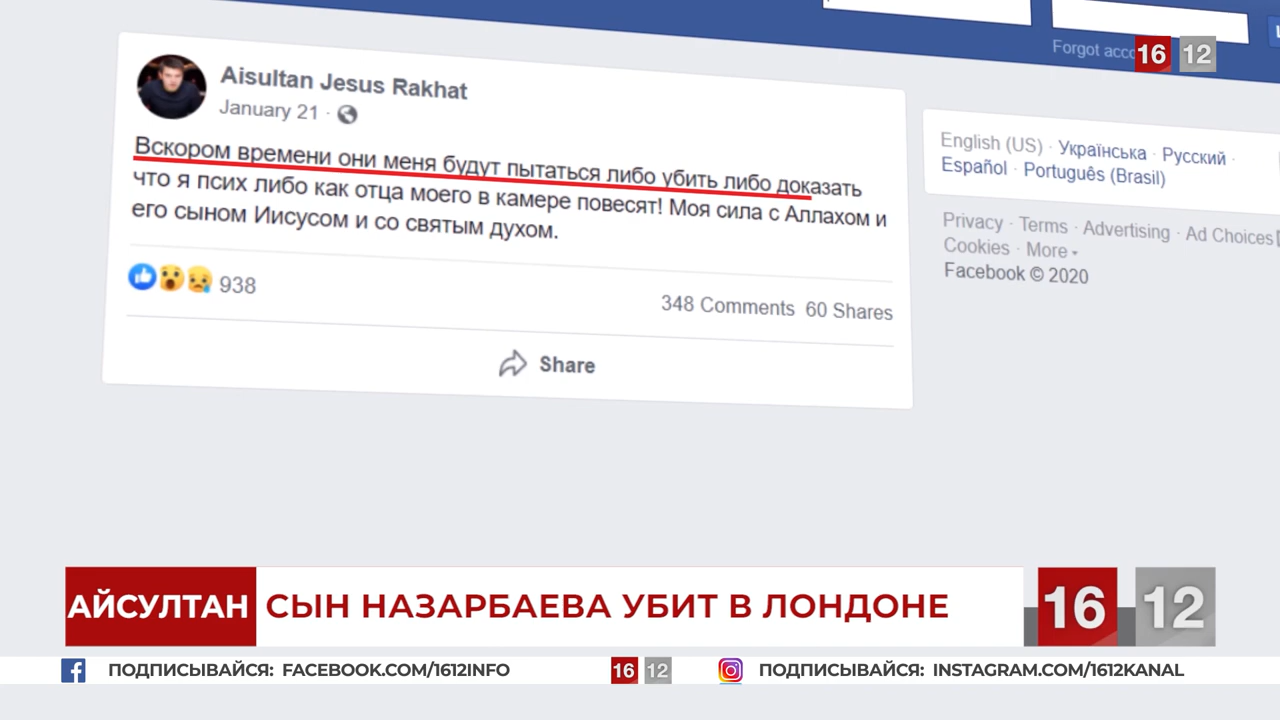 Forgot acco
16 12
Aisultan Jesus Rakhat
January 21 ·
Вскором времени они меня будут пытаться либо убить либо доказать
что я псих либо как отца моего в камере повесят! Моя сила с Аллахом и
его сыном Иисусом и со святым духом.
938
348 Comments 60 Shares
Share
English (US) · Українська · Русский ·
Español · Português (Brasil)
Privacy · Terms · Advertising · Ad Choices
Cookies · More
Facebook © 2020
АЙСУЛТАН СЫН НАЗАРБАЕВА УБИТ В ЛОНДОНЕ
16 12
ПОДПИСЫВАЙСЯ: FACEBOOK.COM/1612INFO 16 12 ПОДПИСЫВАЙСЯ: INSTAGRAM.COM/1612KANAL